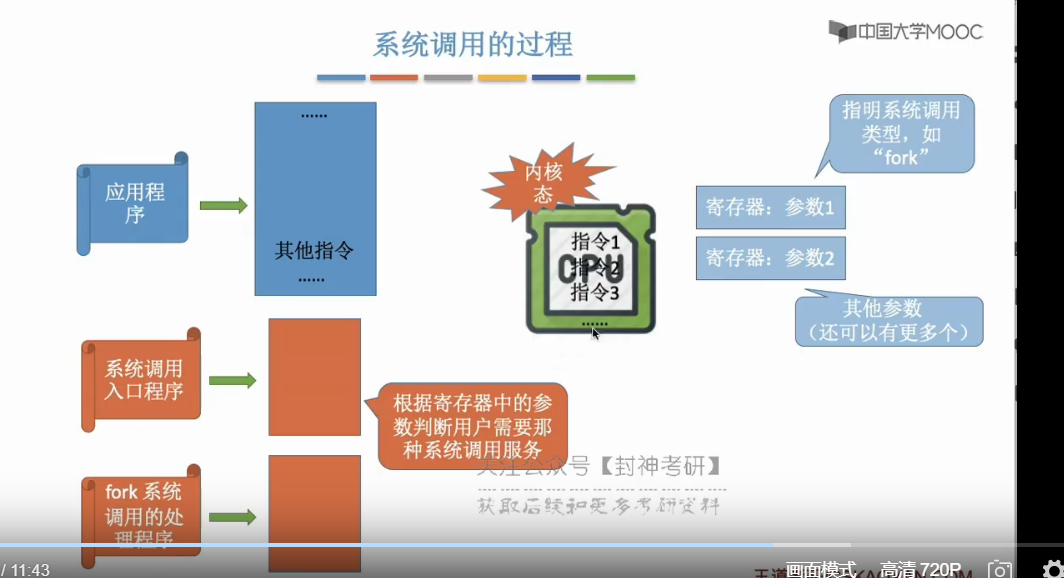 系统调用的过程
中国大学MOOC
应用程
序
……
其他指令
……
内核
态
指令1
CPU
指令2
指令3
……
指明系统调用
类型，如
“fork”
寄存器：参数1
寄存器：参数2
其他参数
（还可以有更多个）
系统调用
入口程序
根据寄存器中的参
数判断用户需要那
种系统调用服务
关注公众号【封神考研】
获取后续和更多考研资料
fork 系统
调用的处
理程序
/ 11:43
画面模式
高清 720P